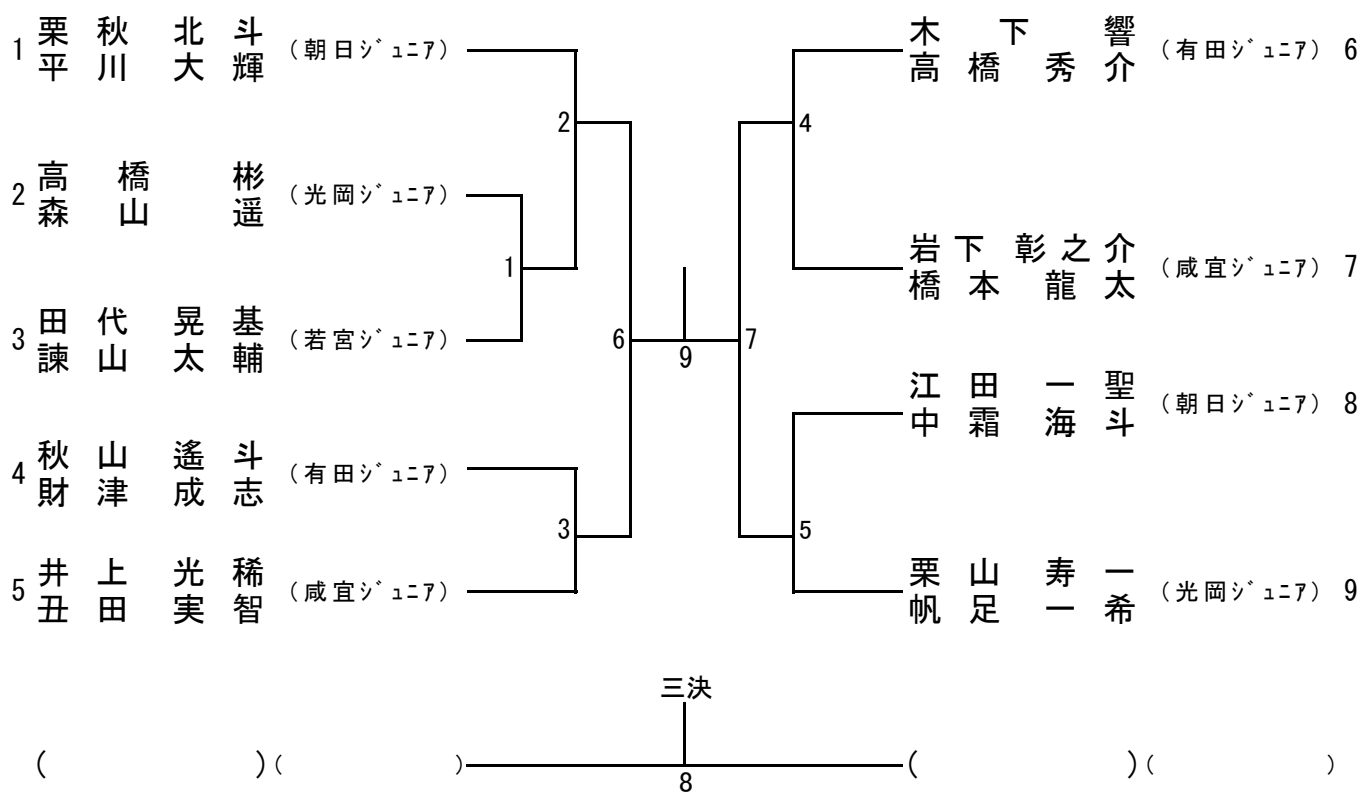 1 栗秋北斗 (朝日ｼﾞｭﾆｱ)
平川大輝
2 高橋彬 (光岡ｼﾞｭﾆｱ)
森山遥
3 田代晃基 (若宮ｼﾞｭﾆｱ)
諫山太輔
4 秋山遙斗 (有田ｼﾞｭﾆｱ)
財津成志
5 井上光稀 (咸宜ｼﾞｭﾆｱ)
丑田実智
2
1
3
6
9
7
4
5
木下響 (有田ｼﾞｭﾆｱ) 6
高橋秀介
岩下彰之介 (咸宜ｼﾞｭﾆｱ) 7
橋本龍太
江田一聖 (朝日ｼﾞｭﾆｱ) 8
中霜海斗
栗山寿一 (光岡ｼﾞｭﾆｱ) 9
帆足一希
三決
( ) ( ) ( ) ( )
8